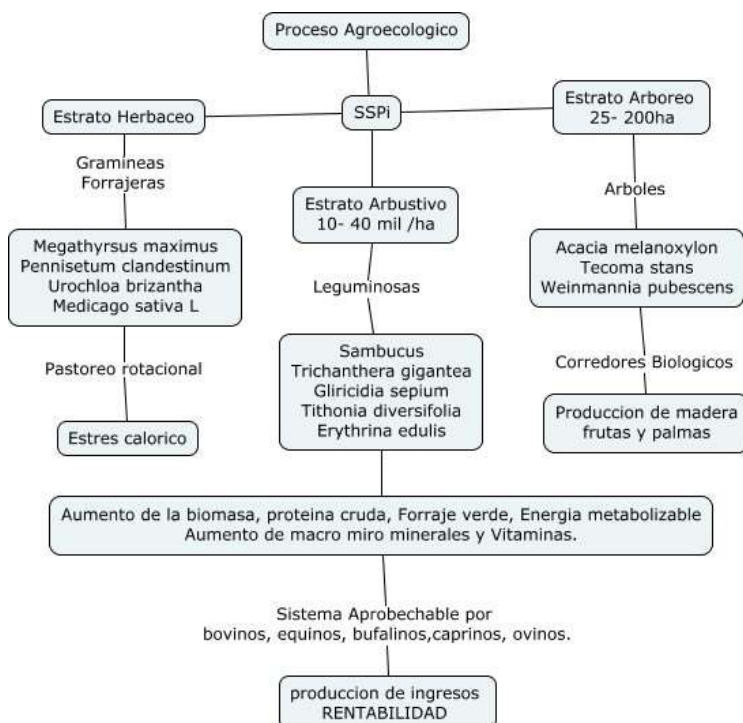 Proceso Agroecologico
Estrato Herbaceo
SSPi
Estrato Arboreo
25- 200ha
Gramineas
Forrajeras
Estrato Arbustivo
10- 40 mil /ha
Arboles
Megathyrsus maximus
Pennisetum clandestinum
Urochloa brizantha
Medicago sativa L
Leguminosas
Acacia melanoxylon
Tecoma stans
Weinmannia pubescens
Pastoreo rotacional
Sambucus
Trichanthera gigantea
Gliricidia sepium
Tithonia diversifolia
Erythrina edulis
Corredores Biologicos
Estres calorico
Produccion de madera
frutas y palmas
Aumento de la biomasa, proteina cruda, Forraje verde, Energia metabolizable
Aumento de macro miro minerales y Vitaminas.
Sistema Aprobechable por
bovinos, equinos, bufalinos,caprinos, ovinos.
produccion de ingresos
RENTABILIDAD